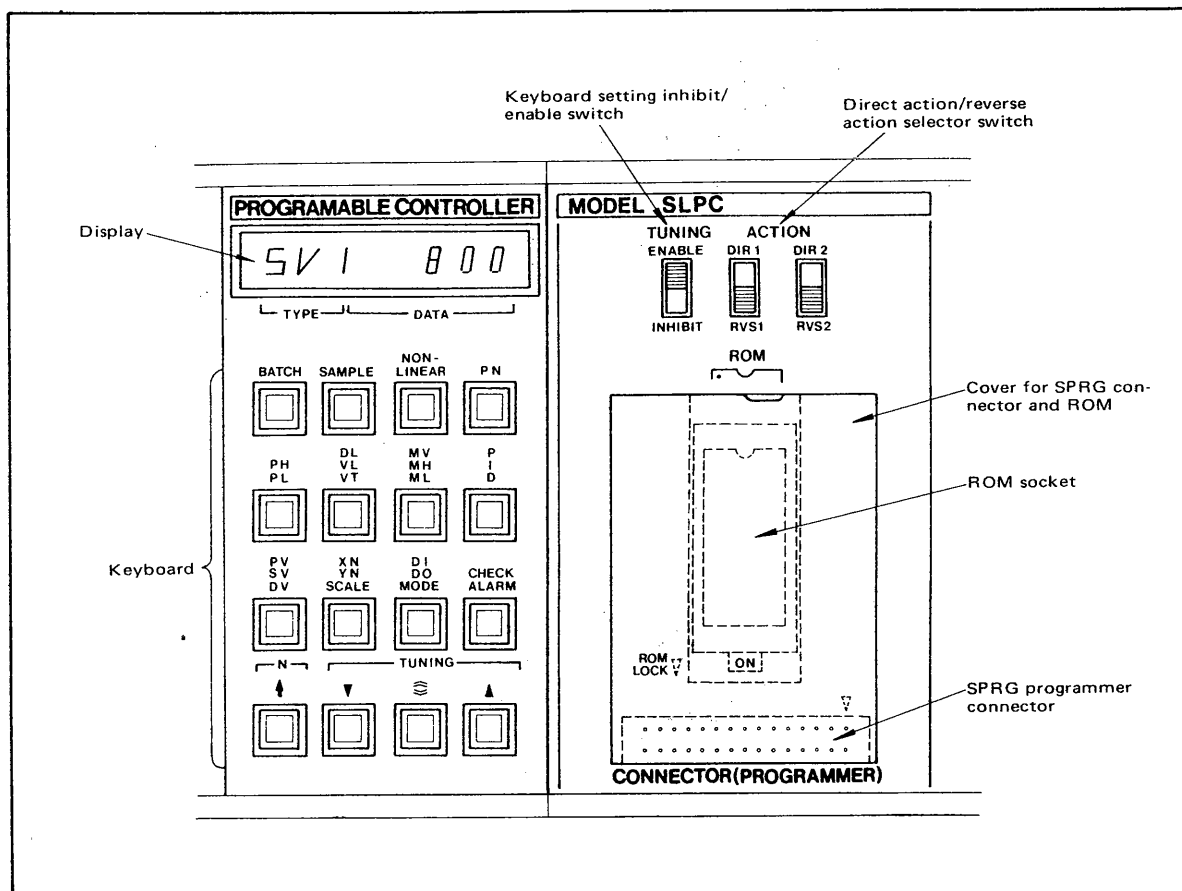 Keyboard setting inhibit/
enable switch
Direct action/reverse
action selector switch
PROGRAMABLE CONTROLLER
MODEL SLPC
Display
SV1 800
TYPE DATA
TUNING ACTION
ENABLE DIR 1 DIR 2
INHIBIT RVS1 RVS2
ROM
BATCH SAMPLE NON-
LINEAR PN
Cover for SPRG con-
nector and ROM
PH
PL
DL
VL
VT
MV
MH
ML
P
I
D
ROM socket
Keyboard
PV
SV
DV
XN
YN
SCALE
DI
DO
MODE
CHECK
ALARM
N TUNING
ROM
LOCK
ON
SPRG programmer
connector
CONNECTOR(PROGRAMMER)